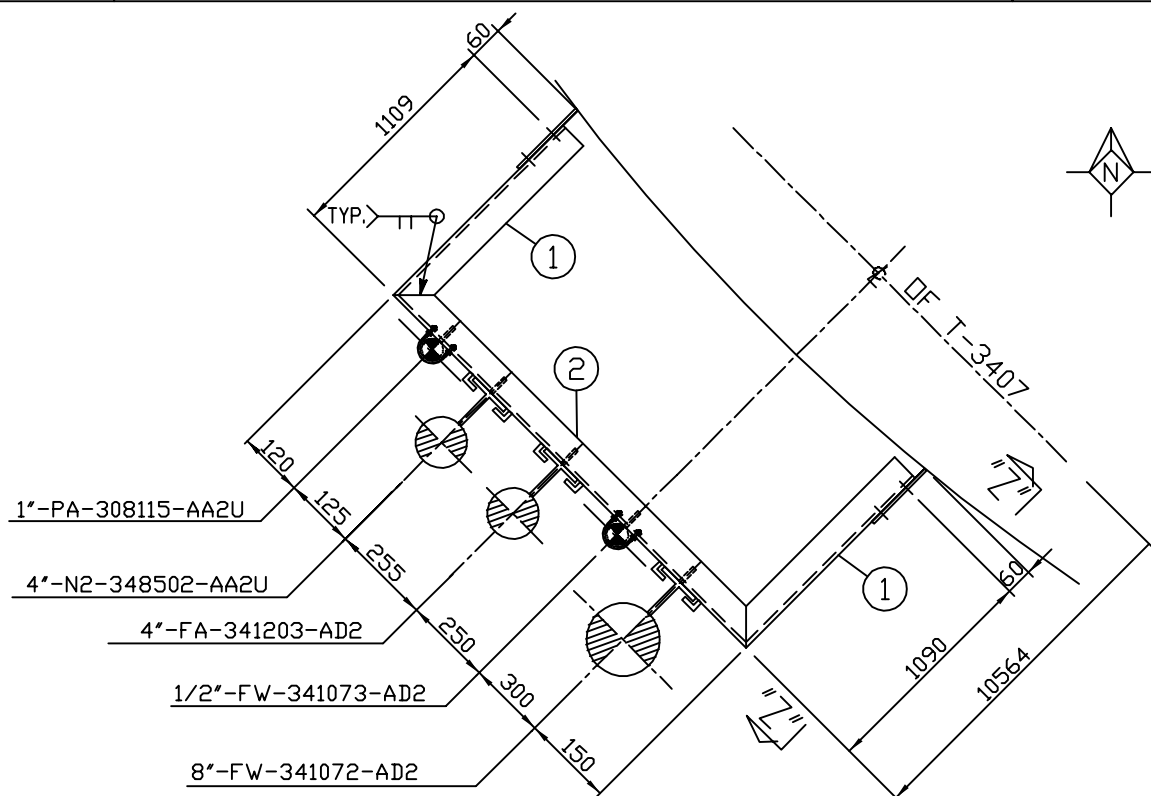 60
1109
TYP.
N
1
℄ OF T-3407
2
"Z"
120
1"-PA-308115-AA2U
125
255
4"-N2-348502-AA2U
1
60
4"-FA-341203-AD2
250
1090
10564
1/2"-FW-341073-AD2
300
"Z"
150
8"-FW-341072-AD2